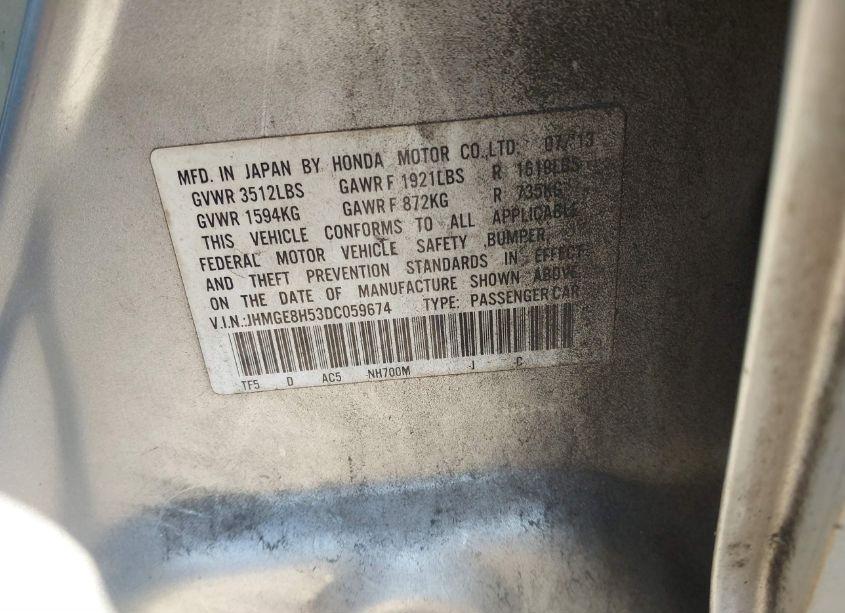 MFD. IN JAPAN BY HONDA MOTOR CO.,LTD. 07/13
GVWR 3512LBS GAWR F 1921LBS R 1618LBS
GVWR 1594KG GAWR F 872KG R 735KG
THIS VEHICLE CONFORMS TO ALL APPLICABLE
FEDERAL MOTOR VEHICLE SAFETY BUMPER,
AND THEFT PREVENTION STANDARDS IN EFFECT
ON THE DATE OF MANUFACTURE SHOWN ABOVE.
V.I.N.:JHMGE8H53DC059674 TYPE: PASSENGER CAR
TF5 D AC5 NH700M J C